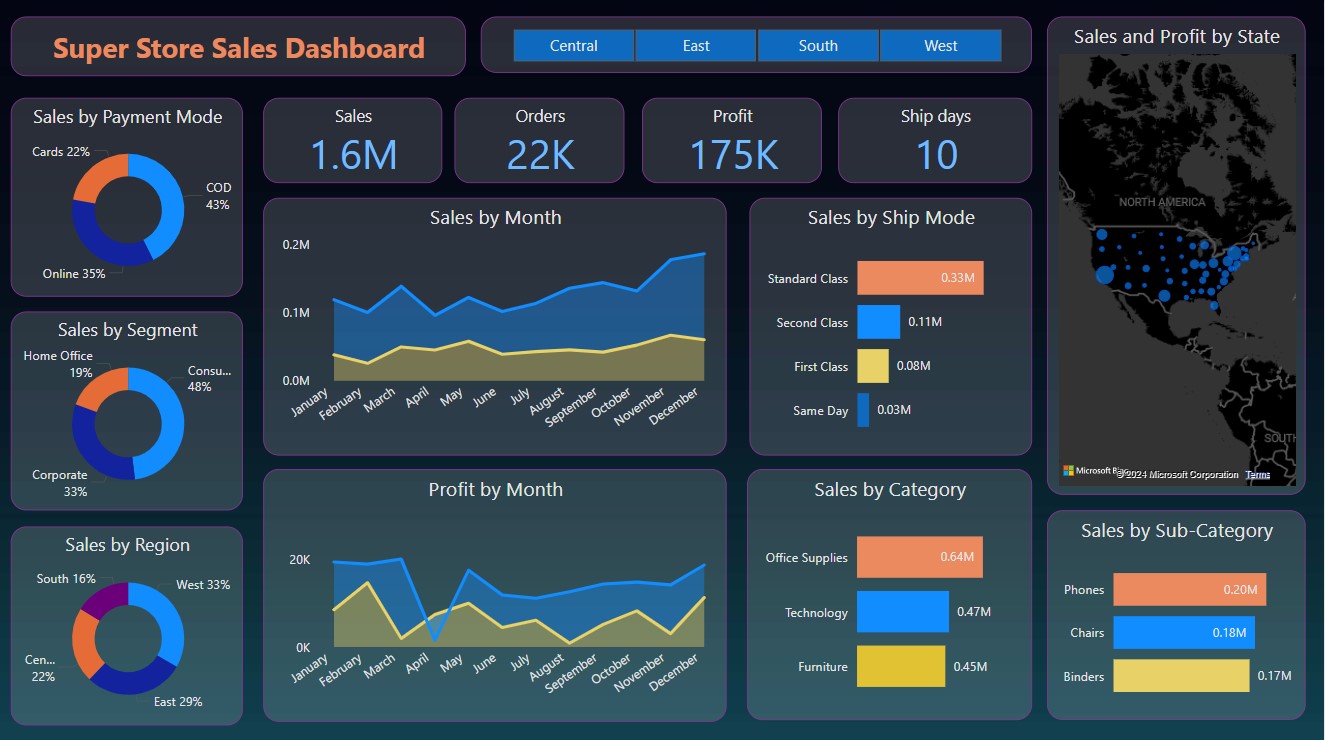 Super Store Sales Dashboard
Central
East
South
West
Sales and Profit by State
NORTH AMERICA
SOUTH
Microsoft Bing
©2024 Microsoft Corporation
Terms
Sales by Payment Mode
Cards 22%
COD
43%
Online 35%
Sales
1.6M
Orders
22K
Profit
175K
Ship days
10
Sales by Month
0.2M
0.1M
0.0M
January
February
March
April
May
June
July
August
September
October
November
December
Sales by Ship Mode
Standard Class
0.33M
Second Class
0.11M
First Class
0.08M
Same Day
0.03M
Sales by Segment
Home Office
19%
Consu...
48%
Corporate
33%
Profit by Month
20K
0K
January
February
March
April
May
June
July
August
September
October
November
December
Sales by Category
Office Supplies
0.64M
Technology
0.47M
Furniture
0.45M
Sales by Sub-Category
Phones
0.20M
Chairs
0.18M
Binders
0.17M
Sales by Region
South 16%
West 33%
Cen...
22%
East 29%